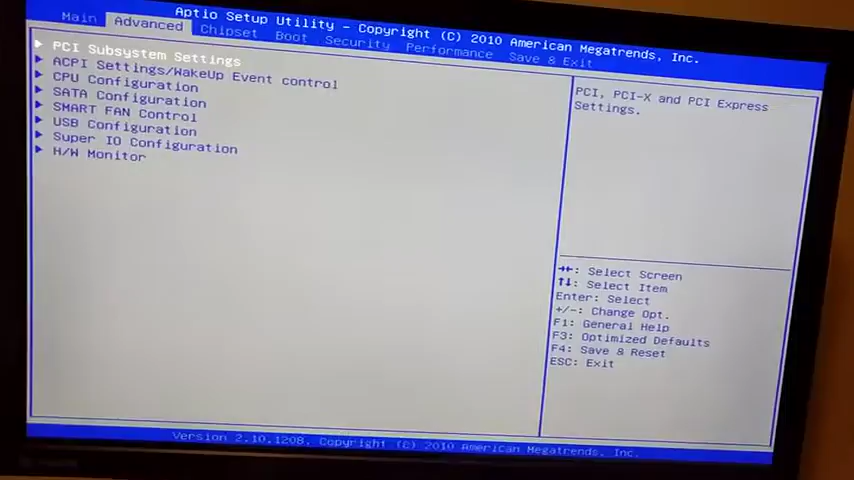 Aptio Setup Utility - Copyright (C) 2010 American Megatrends, Inc.
Main Advanced Chipset Boot Security Performance Save & Exit
PCI Subsystem Settings
ACPI Settings/WakeUp Event control
CPU Configuration
SATA Configuration
SMART FAN Control
USB Configuration
Super IO Configuration
H/W Monitor
PCI, PCI-X and PCI Express
Settings.
→←: Select Screen
↑↓: Select Item
Enter: Select
+/-: Change Opt.
F1: General Help
F3: Optimized Defaults
F4: Save & Reset
ESC: Exit
Version 2.10.1208. Copyright (C) 2010 American Megatrends, Inc.